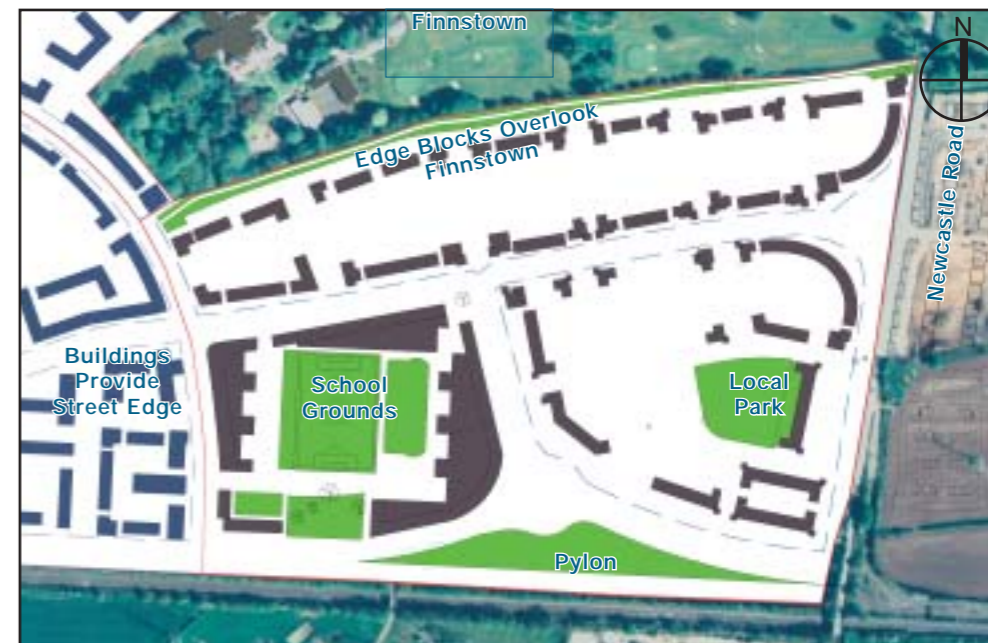 Finnstown
N
Edge Blocks Overlook
Finnstown
Newcastle Road
Buildings
Provide
Street Edge
School
Grounds
Local
Park
Pylon